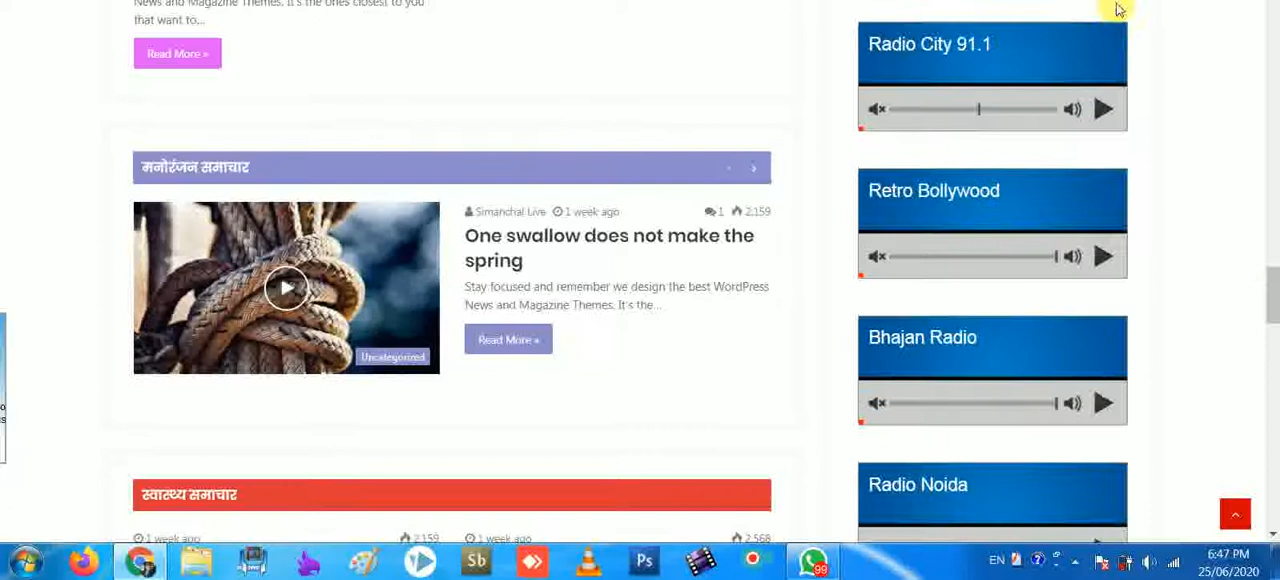 News and Magazine Themes. It's the ones closest to you
that want to...
Read More »
मनोरंजन समाचार
Simanchal Live 1 week ago 1 2,159
One swallow does not make the
spring
Stay focused and remember we design the best WordPress
News and Magazine Themes. It's the...
Read More »
Uncategorized
स्वास्थ्य समाचार
1 week ago 2,159
1 week ago 2,568
Radio City 91.1
Retro Bollywood
Bhajan Radio
Radio Noida
Sb
Ps
99
EN
6:47 PM
25/06/2020